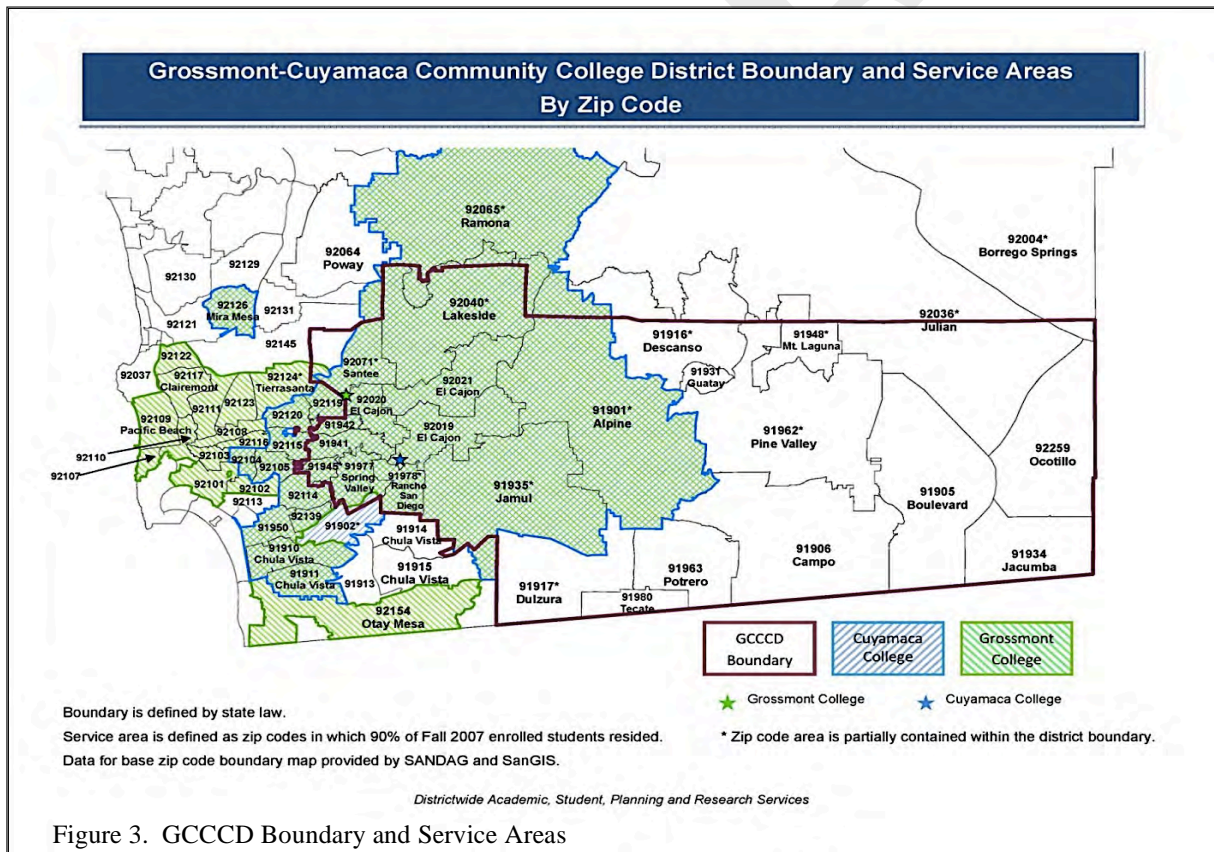 Grossmont-Cuyamaca Community College District Boundary and Service Areas
By Zip Code
92065*
Ramona
92064
Poway
92004*
Borrego Springs
92129
92130
92126
Mira Mesa
92131
92040*
Lakeside
92036*
Julian
92121
92145
91916*
Descanso
91948*
Mt. Laguna
92122
92071*
Santee
92037
92117
Clairemont
92124*
Tierrasanta
92021
El Cajon
91931
Guatay
92119
92020
El Cajon
92111
92123
92120
91901*
Alpine
92109
Pacific Beach
92108
91942
92019
El Cajon
91962*
Pine Valley
92116
92115
91941
92110
92103
92104
92105
91945*
91977
Spring
Valley
91978*
Rancho
San
Diego
92259
Ocotillo
92107
92101
92102
91935*
Jamul
91905
Boulevard
92113
92114
92139
91950
91902*
91914
Chula Vista
91910
Chula Vista
91906
Campo
91934
Jacumba
91911
Chula Vista
91913
91915
Chula Vista
91917*
Dulzura
91963
Potrero
91980
Tecate
92154
Otay Mesa
GCCCD
Boundary
Cuyamaca
College
Grossmont
College
Grossmont College
Cuyamaca College
Boundary is defined by state law.
Service area is defined as zip codes in which 90% of Fall 2007 enrolled students resided.
* Zip code area is partially contained within the district boundary.
Data for base zip code boundary map provided by SANDAG and SanGIS.
Districtwide Academic, Student, Planning and Research Services
Figure 3. GCCCD Boundary and Service Areas